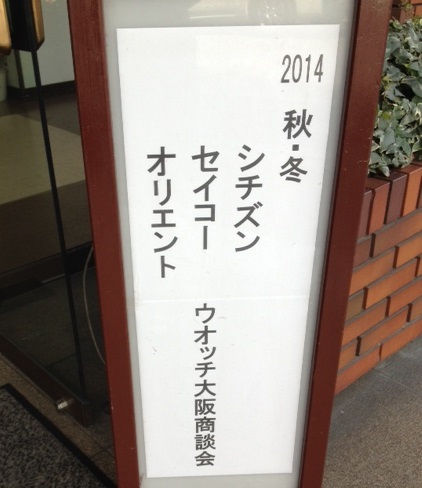 2014 秋・冬
シチズン
セイコー
オリエント
ウオッチ大阪商談会